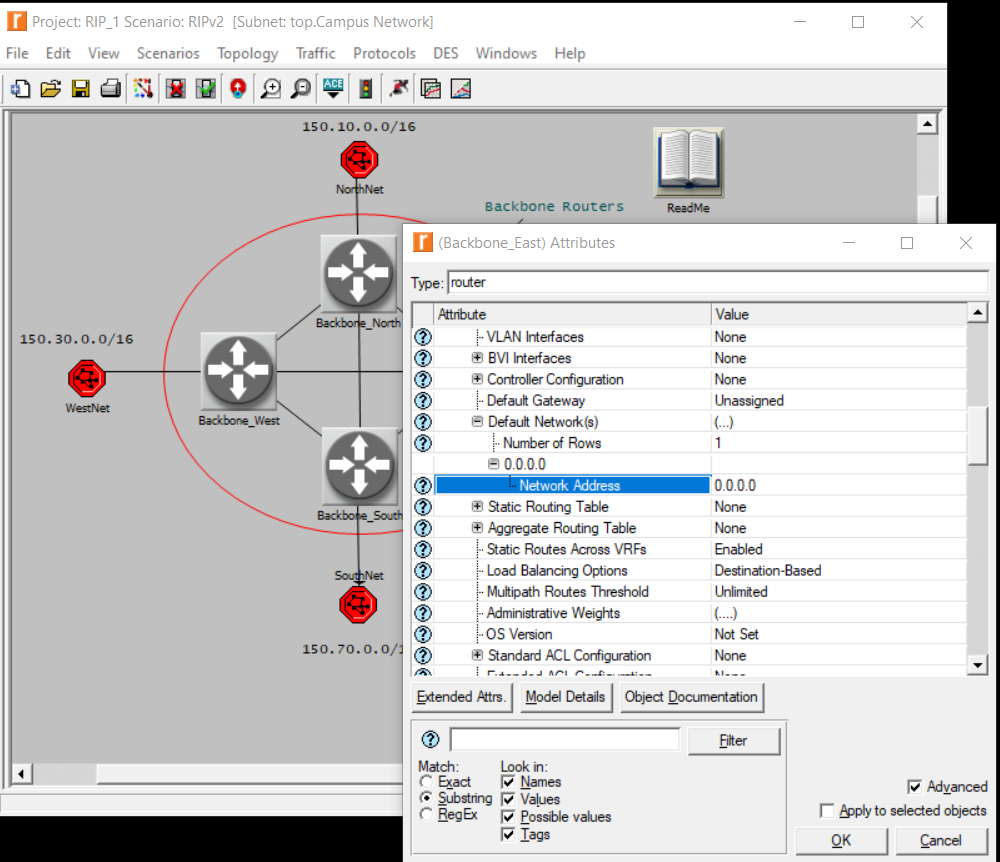 Project: RIP_1 Scenario: RIPv2 [Subnet: top.Campus Network]
File Edit View Scenarios Topology Traffic Protocols DES Windows Help
ACE
150.10.0.0/16
NorthNet
Backbone Routers
ReadMe
Backbone_North
150.30.0.0/16
WestNet
Backbone_West
Backbone_South
SouthNet
150.70.0.0/1
(Backbone_East) Attributes
Type: router
Attribute Value
VLAN Interfaces None
BVI Interfaces None
Controller Configuration None
Default Gateway Unassigned
Default Network(s) (...)
Number of Rows 1
0.0.0.0
Network Address 0.0.0.0
Static Routing Table None
Aggregate Routing Table None
Static Routes Across VRFs Enabled
Load Balancing Options Destination-Based
Multipath Routes Threshold Unlimited
Administrative Weights (....)
OS Version Not Set
Standard ACL Configuration None
Extended ACL Configuration None
Extended Attrs. Model Details Object Documentation
Filter
Match: Look in:
Exact Names
Substring Values
RegEx Possible values
Tags
Advanced
Apply to selected objects
OK Cancel